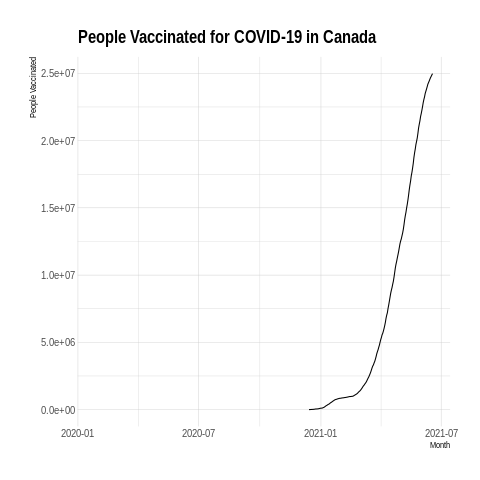 People Vaccinated for COVID-19 in Canada
People Vaccinated
2.5e+07
2.0e+07
1.5e+07
1.0e+07
5.0e+06
0.0e+00
2020-01 2020-07 2021-01 2021-07
Month